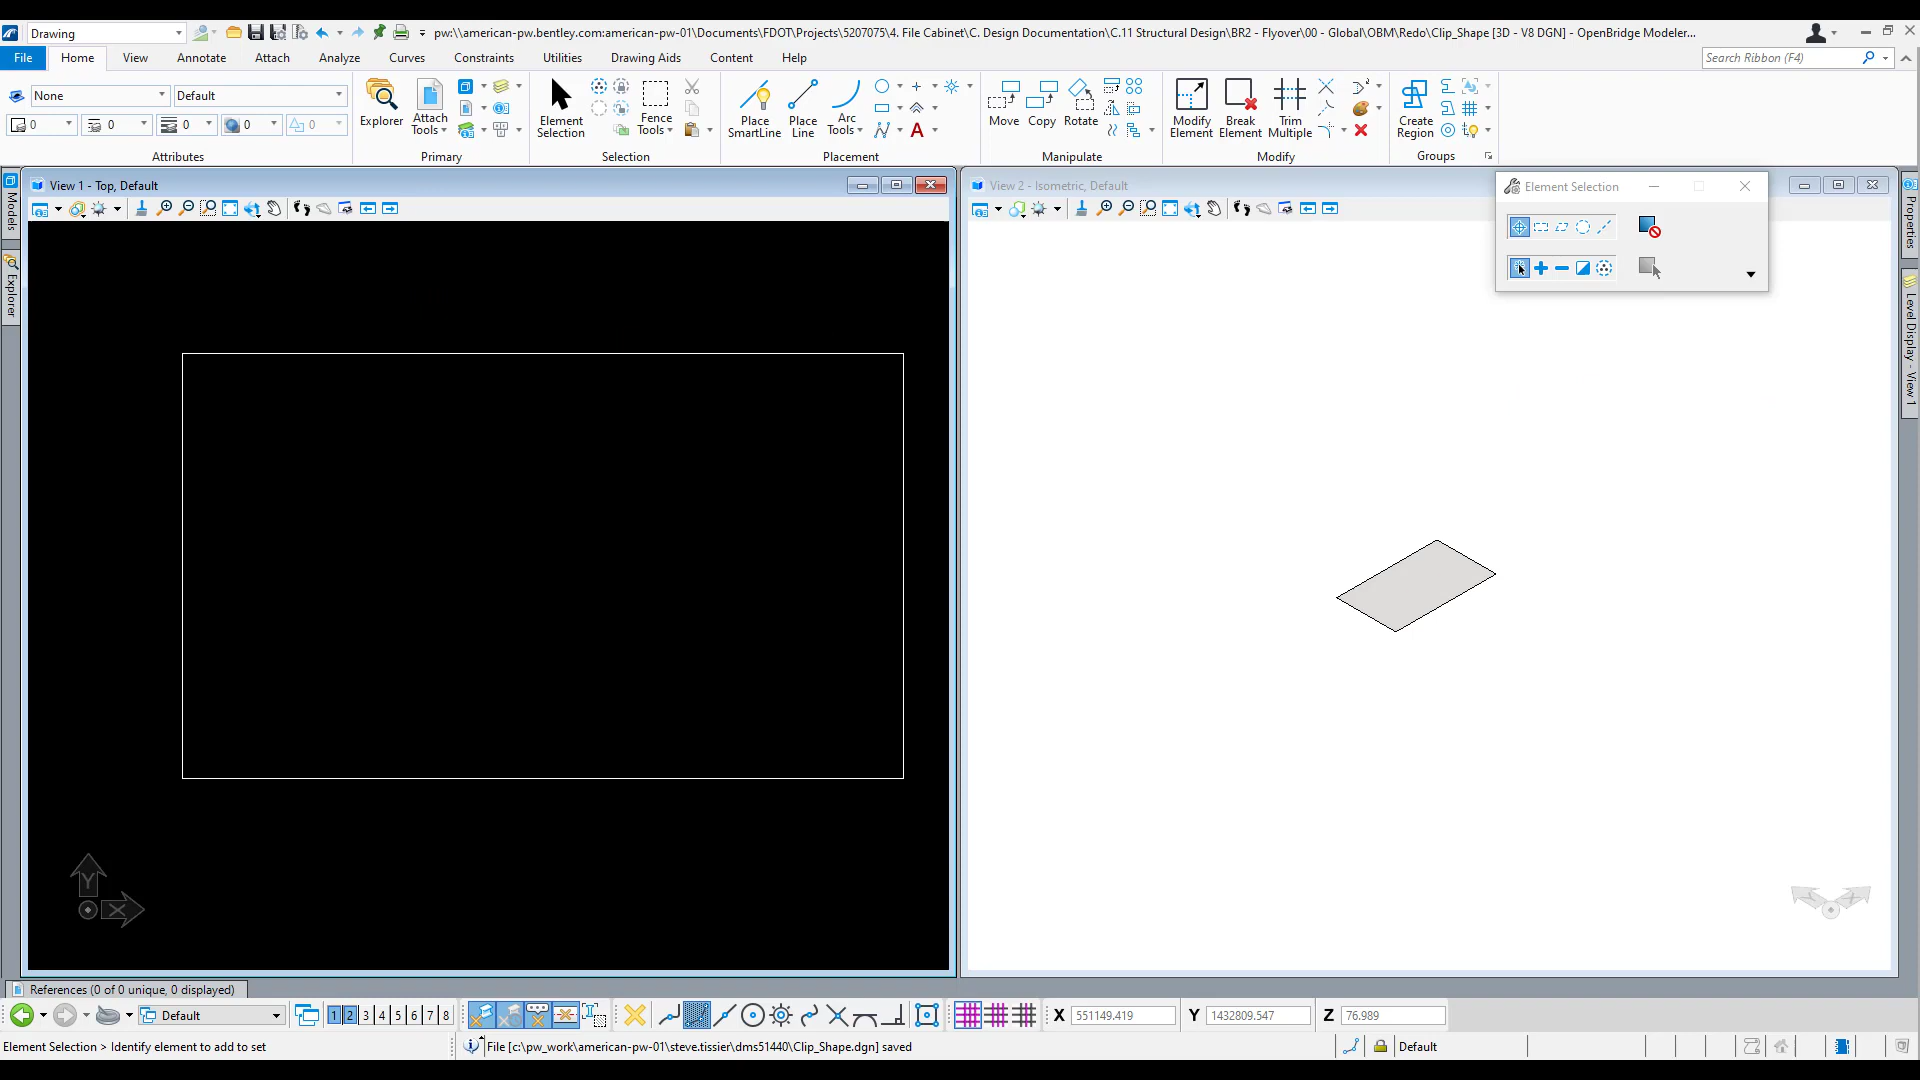 Drawing
pw:\\american-pw.bentley.com:american-pw-01\Documents\FDOT\Projects\5207075\4. File Cabinet\C. Design Documentation\C.11 Structural Design\BR2 - Flyover\00 - Global\OBM\Redo\Clip_Shape [3D - V8 DGN] - OpenBridge Modeler...
File Home View Annotate Attach Analyze Curves Constraints Utilities Drawing Aids Content Help
Search Ribbon (F4)
None Default
0 0 0 0 0
Attributes
Explorer
Attach Tools
Primary
Element Selection
Fence Tools
Selection
Place SmartLine
Place Line
Arc Tools
Placement
Move Copy Rotate
Manipulate
Modify Element
Break Element
Trim Multiple
Modify
Create Region
Groups
Models
Explorer
View 1 - Top, Default
View 2 - Isometric, Default
Element Selection
Properties
Level Display - View 1
Y
X
References (0 of 0 unique, 0 displayed)
Default
1 2 3 4 5 6 7 8
X 551149.419
Y 1432809.547
Z 76.989
Element Selection > Identify element to add to set
File [c:\pw_work\american-pw-01\steve.tissier\dms51440\Clip_Shape.dgn] saved
Default